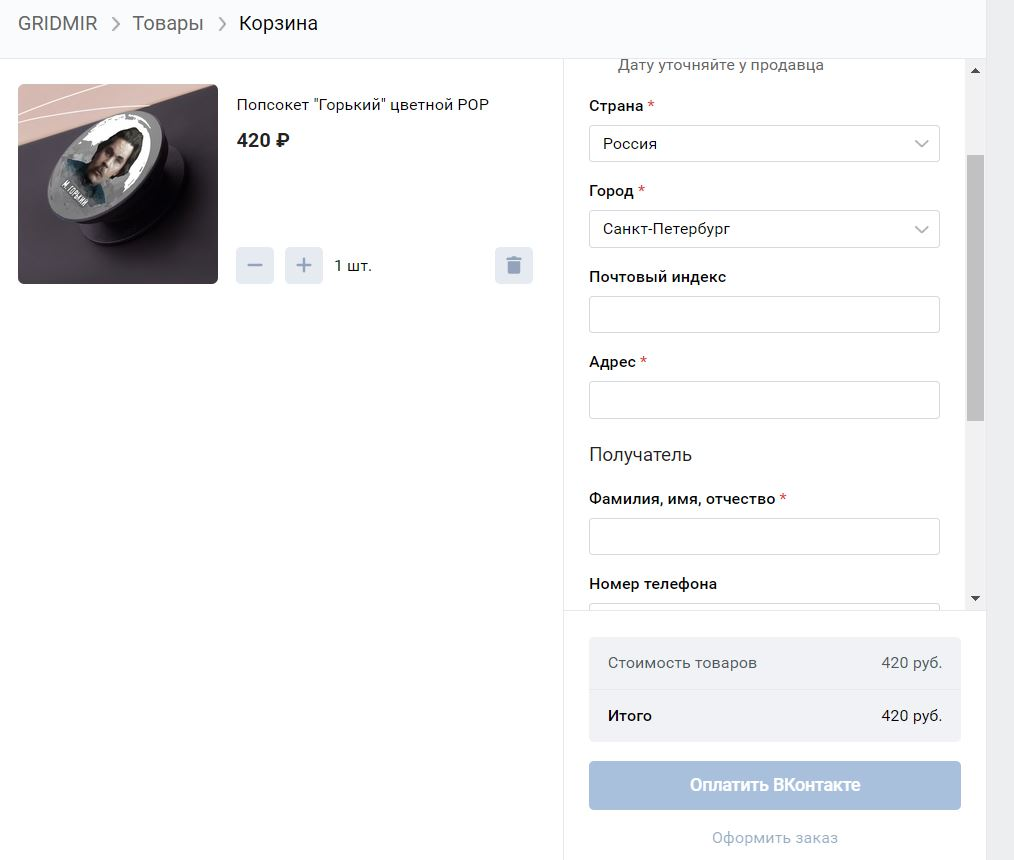 GRIDMIR > Товары > Корзина
Попсокет "Горький" цветной POP
420 ₽
М. ГОРЬКИЙ
1 шт.
Дату уточняйте у продавца
Страна *
Россия
Город *
Санкт-Петербург
Почтовый индекс
Адрес *
Получатель
Фамилия, имя, отчество *
Номер телефона
Стоимость товаров 420 руб.
Итого 420 руб.
Оплатить ВКонтакте
Оформить заказ